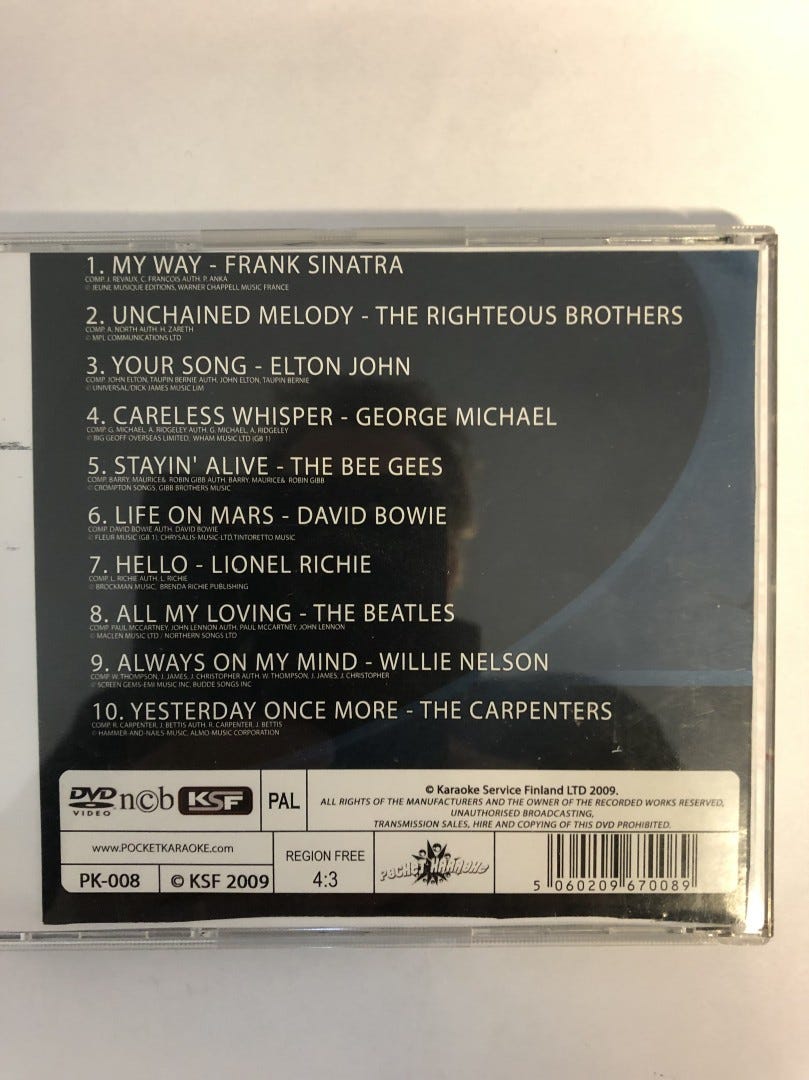 1. MY WAY - FRANK SINATRA
COMP. J. REVAUX, C. FRANCOIS AUTH. P. ANKA
© JEUNE MUSIQUE EDITIONS, WARNER CHAPPELL MUSIC FRANCE
2. UNCHAINED MELODY - THE RIGHTEOUS BROTHERS
COMP. A. NORTH AUTH. H. ZARETH
© MPL COMMUNICATIONS LTD
3. YOUR SONG - ELTON JOHN
COMP. JOHN ELTON, TAUPIN BERNIE AUTH. JOHN ELTON, TAUPIN BERNIE
© UNIVERSAL/DICK JAMES MUSIC LIM
4. CARELESS WHISPER - GEORGE MICHAEL
COMP. G. MICHAEL, A. RIDGELEY AUTH. G. MICHAEL, A. RIDGELEY
© BIG GEOFF OVERSEAS LIMITED, WHAM MUSIC LTD (GB 1)
5. STAYIN' ALIVE - THE BEE GEES
COMP. BARRY, MAURICE& ROBIN GIBB AUTH. BARRY, MAURICE& ROBIN GIBB
© CROMPTON SONGS, GIBB BROTHERS MUSIC
6. LIFE ON MARS - DAVID BOWIE
COMP. DAVID BOWIE AUTH. DAVID BOWIE
© FLEUR MUSIC (GB 1), CHRYSALIS-MUSIC-LTD,TINTORETTO MUSIC
7. HELLO - LIONEL RICHIE
COMP. L. RICHIE AUTH. L. RICHIE
© BROCKMAN MUSIC, BRENDA RICHIE PUBLISHING
8. ALL MY LOVING - THE BEATLES
COMP. PAUL MCCARTNEY, JOHN LENNON AUTH. PAUL MCCARTNEY, JOHN LENNON
© MACLEN MUSIC LTD / NORTHERN SONGS LTD
9. ALWAYS ON MY MIND - WILLIE NELSON
COMP. W. THOMPSON, J. JAMES, J. CHRISTOPHER AUTH. W. THOMPSON, J. JAMES, J. CHRISTOPHER
© SCREEN GEMS-EMI MUSIC INC, BUDDE SONGS INC
10. YESTERDAY ONCE MORE - THE CARPENTERS
COMP. R. CARPENTER, J. BETTIS AUTH. R. CARPENTER, J. BETTIS
© HAMMER-AND-NAILS-MUSIC, ALMO-MUSIC CORPORATION
DVD VIDEO n©b KSF PAL
© Karaoke Service Finland LTD 2009.
ALL RIGHTS OF THE MANUFACTURERS AND THE OWNER OF THE RECORDED WORKS RESERVED,
UNAUTHORISED BROADCASTING,
TRANSMISSION SALES, HIRE AND COPYING OF THIS DVD PROHIBITED.
www.POCKETKARAOKE.com
PK-008 © KSF 2009
REGION FREE
4:3
POCKET KARAOKE
5 060209 670089